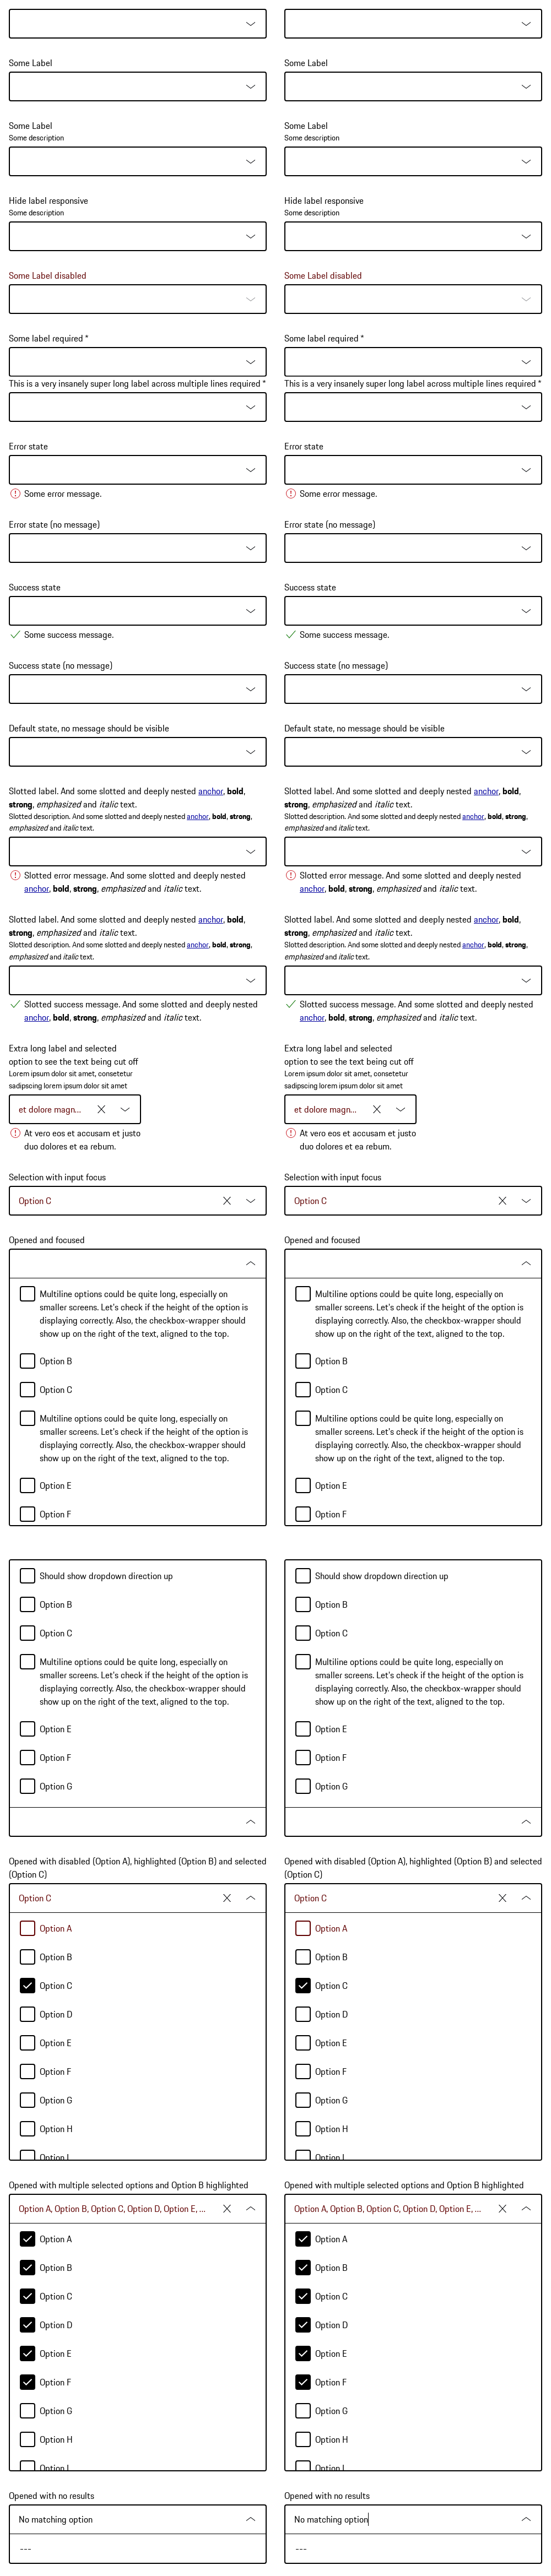 Some Label
Some Label
Some description
Hide label responsive
Some description
Some Label disabled
Some label required *
This is a very insanely super long label across multiple lines required *
Error state
Some error message.
Error state (no message)
Success state
Some success message.
Success state (no message)
Default state, no message should be visible
Slotted label. And some slotted and deeply nested anchor, bold,
strong, emphasized and italic text.
Slotted description. And some slotted and deeply nested anchor, bold, strong,
emphasized and italic text.
Slotted error message. And some slotted and deeply nested
anchor, bold, strong, emphasized and italic text.
Slotted label. And some slotted and deeply nested anchor, bold,
strong, emphasized and italic text.
Slotted description. And some slotted and deeply nested anchor, bold, strong,
emphasized and italic text.
Slotted success message. And some slotted and deeply nested
anchor, bold, strong, emphasized and italic text.
Extra long label and selected
option to see the text being cut off
Lorem ipsum dolor sit amet, consetetur
sadipscing lorem ipsum dolor sit amet
et dolore magn...
At vero eos et accusam et justo
duo dolores et ea rebum.
Selection with input focus
Option C
Opened and focused
Multiline options could be quite long, especially on
smaller screens. Let's check if the height of the option is
displaying correctly. Also, the checkbox-wrapper should
show up on the right of the text, aligned to the top.
Option B
Option C
Multiline options could be quite long, especially on
smaller screens. Let's check if the height of the option is
displaying correctly. Also, the checkbox-wrapper should
show up on the right of the text, aligned to the top.
Option E
Option F
Should show dropdown direction up
Option B
Option C
Multiline options could be quite long, especially on
smaller screens. Let's check if the height of the option is
displaying correctly. Also, the checkbox-wrapper should
show up on the right of the text, aligned to the top.
Option E
Option F
Option G
Opened with disabled (Option A), highlighted (Option B) and selected
(Option C)
Option C
Option A
Option B
Option C
Option D
Option E
Option F
Option G
Option H
Option I
Opened with multiple selected options and Option B highlighted
Option A, Option B, Option C, Option D, Option E, ...
Option A
Option B
Option C
Option D
Option E
Option F
Option G
Option H
Option I
Opened with no results
No matching option
---
Some Label
Some Label
Some description
Hide label responsive
Some description
Some Label disabled
Some label required *
This is a very insanely super long label across multiple lines required *
Error state
Some error message.
Error state (no message)
Success state
Some success message.
Success state (no message)
Default state, no message should be visible
Slotted label. And some slotted and deeply nested anchor, bold,
strong, emphasized and italic text.
Slotted description. And some slotted and deeply nested anchor, bold, strong,
emphasized and italic text.
Slotted error message. And some slotted and deeply nested
anchor, bold, strong, emphasized and italic text.
Slotted label. And some slotted and deeply nested anchor, bold,
strong, emphasized and italic text.
Slotted description. And some slotted and deeply nested anchor, bold, strong,
emphasized and italic text.
Slotted success message. And some slotted and deeply nested
anchor, bold, strong, emphasized and italic text.
Extra long label and selected
option to see the text being cut off
Lorem ipsum dolor sit amet, consetetur
sadipscing lorem ipsum dolor sit amet
et dolore magn...
At vero eos et accusam et justo
duo dolores et ea rebum.
Selection with input focus
Option C
Opened and focused
Multiline options could be quite long, especially on
smaller screens. Let's check if the height of the option is
displaying correctly. Also, the checkbox-wrapper should
show up on the right of the text, aligned to the top.
Option B
Option C
Multiline options could be quite long, especially on
smaller screens. Let's check if the height of the option is
displaying correctly. Also, the checkbox-wrapper should
show up on the right of the text, aligned to the top.
Option E
Option F
Should show dropdown direction up
Option B
Option C
Multiline options could be quite long, especially on
smaller screens. Let's check if the height of the option is
displaying correctly. Also, the checkbox-wrapper should
show up on the right of the text, aligned to the top.
Option E
Option F
Option G
Opened with disabled (Option A), highlighted (Option B) and selected
(Option C)
Option C
Option A
Option B
Option C
Option D
Option E
Option F
Option G
Option H
Option I
Opened with multiple selected options and Option B highlighted
Option A, Option B, Option C, Option D, Option E, ...
Option A
Option B
Option C
Option D
Option E
Option F
Option G
Option H
Option I
Opened with no results
No matching option
---